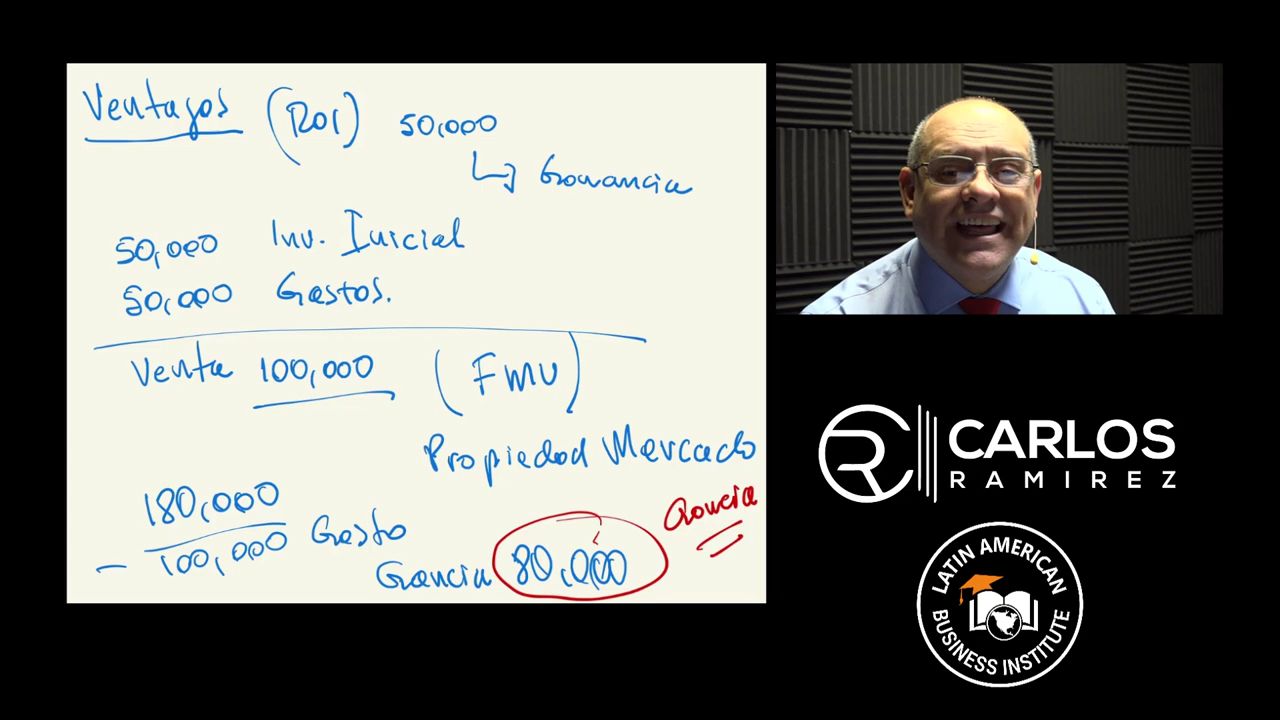 Ventajas (ROI) 50,000
Ganancia
50,000 Inv. Inicial
50,000 Gastos.
Venta 100,000 (FMV)
Propiedad Mercado
180,000
- 100,000 Gasto
Ganancia 80,000 Ganancia
CARLOS
RAMIREZ
LATIN AMERICAN
BUSINESS INSTITUTE